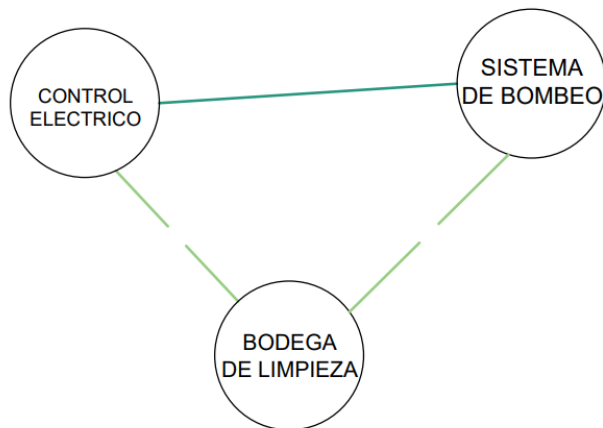 CONTROL
ELECTRICO
SISTEMA
DE BOMBEO
BODEGA
DE LIMPIEZA